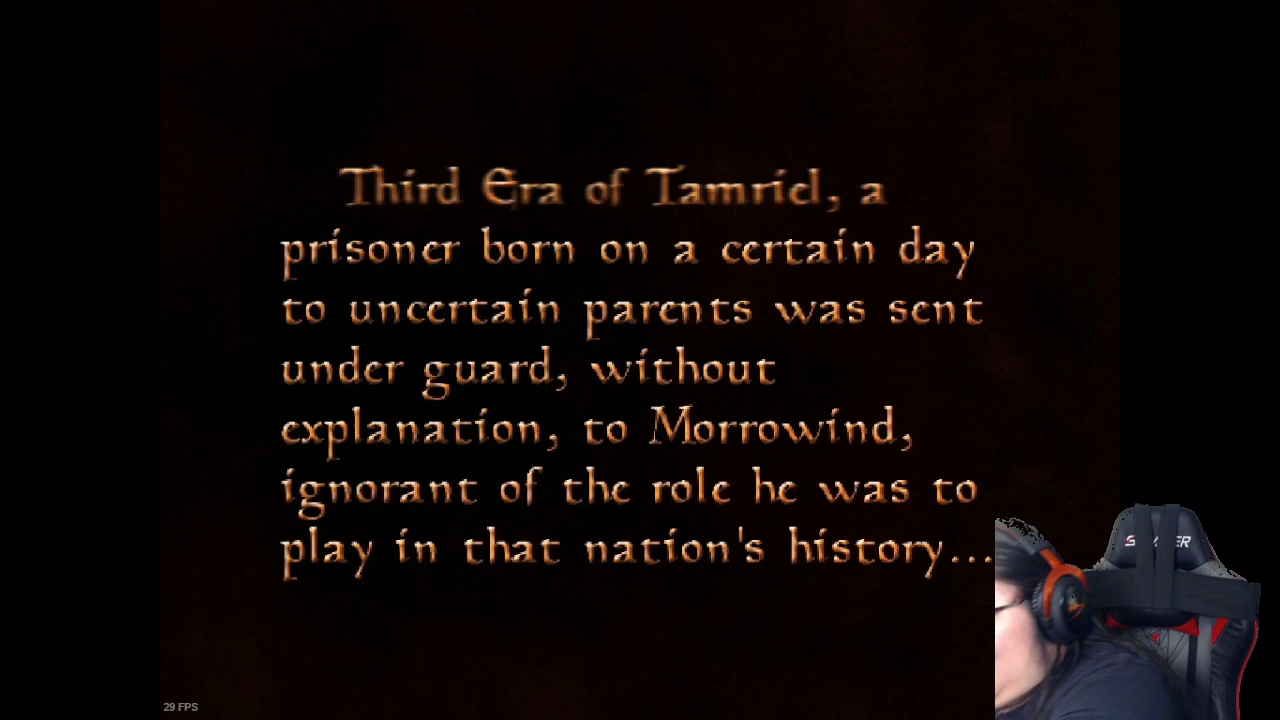 Third Era of Tamriel, a
prisoner born on a certain day
to uncertain parents was sent
under guard, without
explanation, to Morrowind,
ignorant of the role he was to
play in that nation's history...
29 FPS